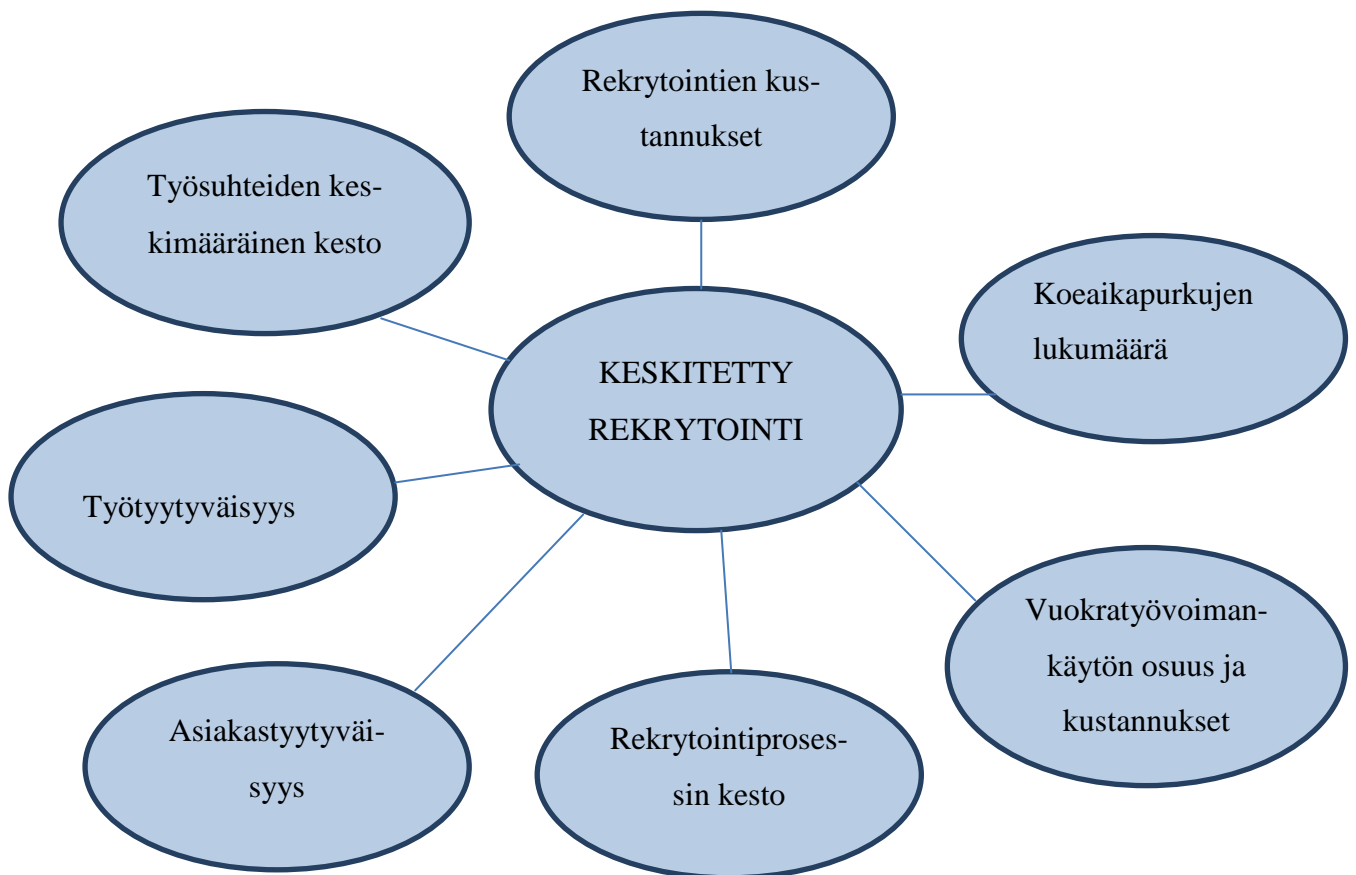 Rekrytointien kus-
tannukset
Työsuhteiden kes-
kimääräinen kesto
Koeaikapurkujen
lukumäärä
KESKITETTY
REKRYTOINTI
Työtyytyväisyys
Vuokratyövoiman-
käytön osuus ja
kustannukset
Asiakastyytyväi-
syys
Rekrytointiproses-
sin kesto